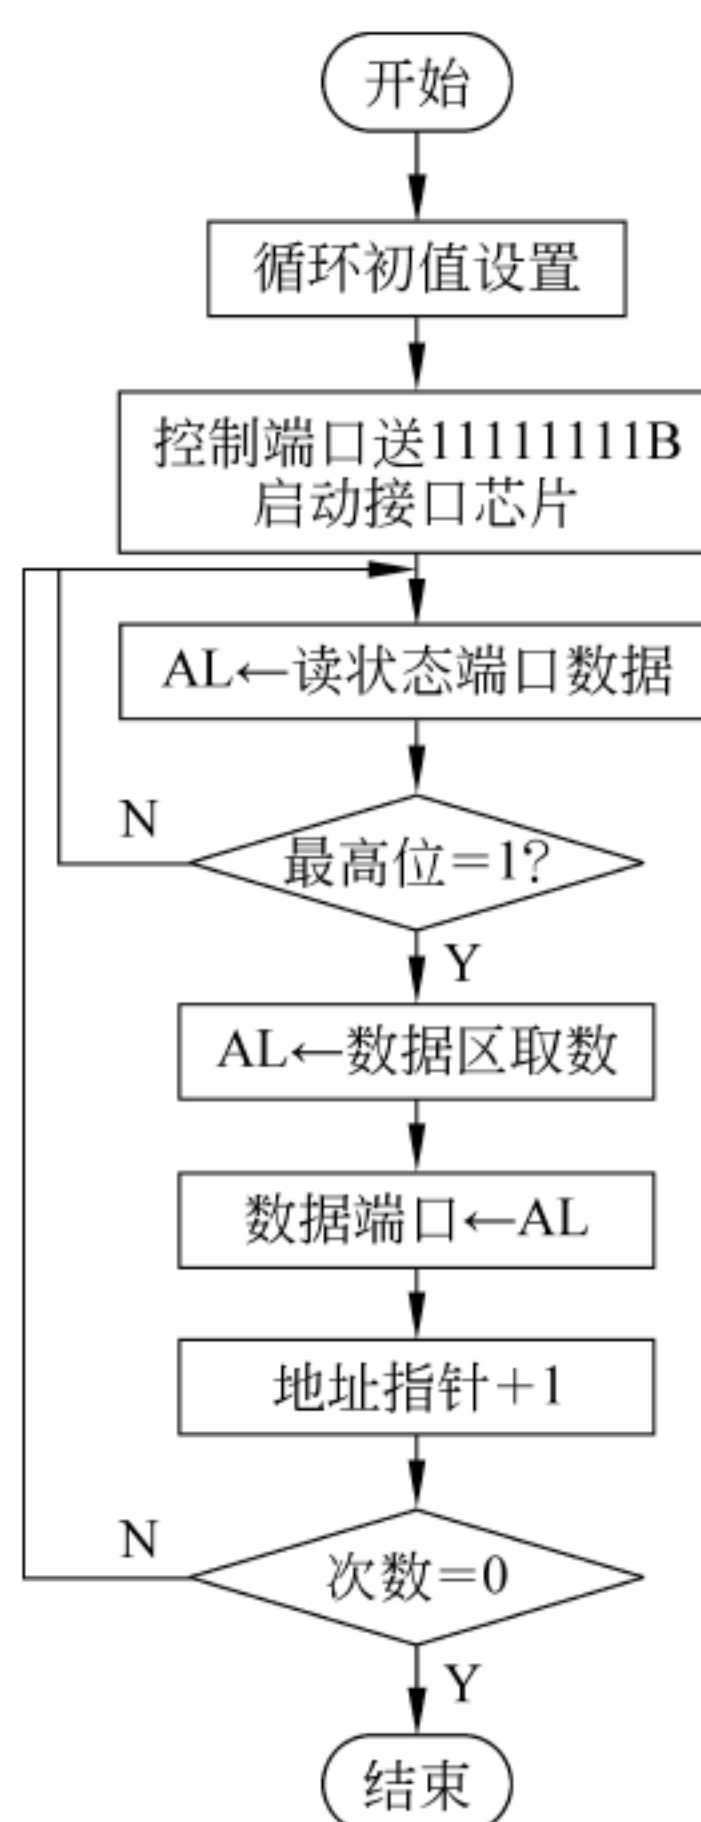 开始
循环初值设置
控制端口送11111111B
启动接口芯片
AL←读状态端口数据
N
最高位=1?
Y
AL←数据区取数
数据端口←AL
地址指针+1
N
次数=0
Y
结束